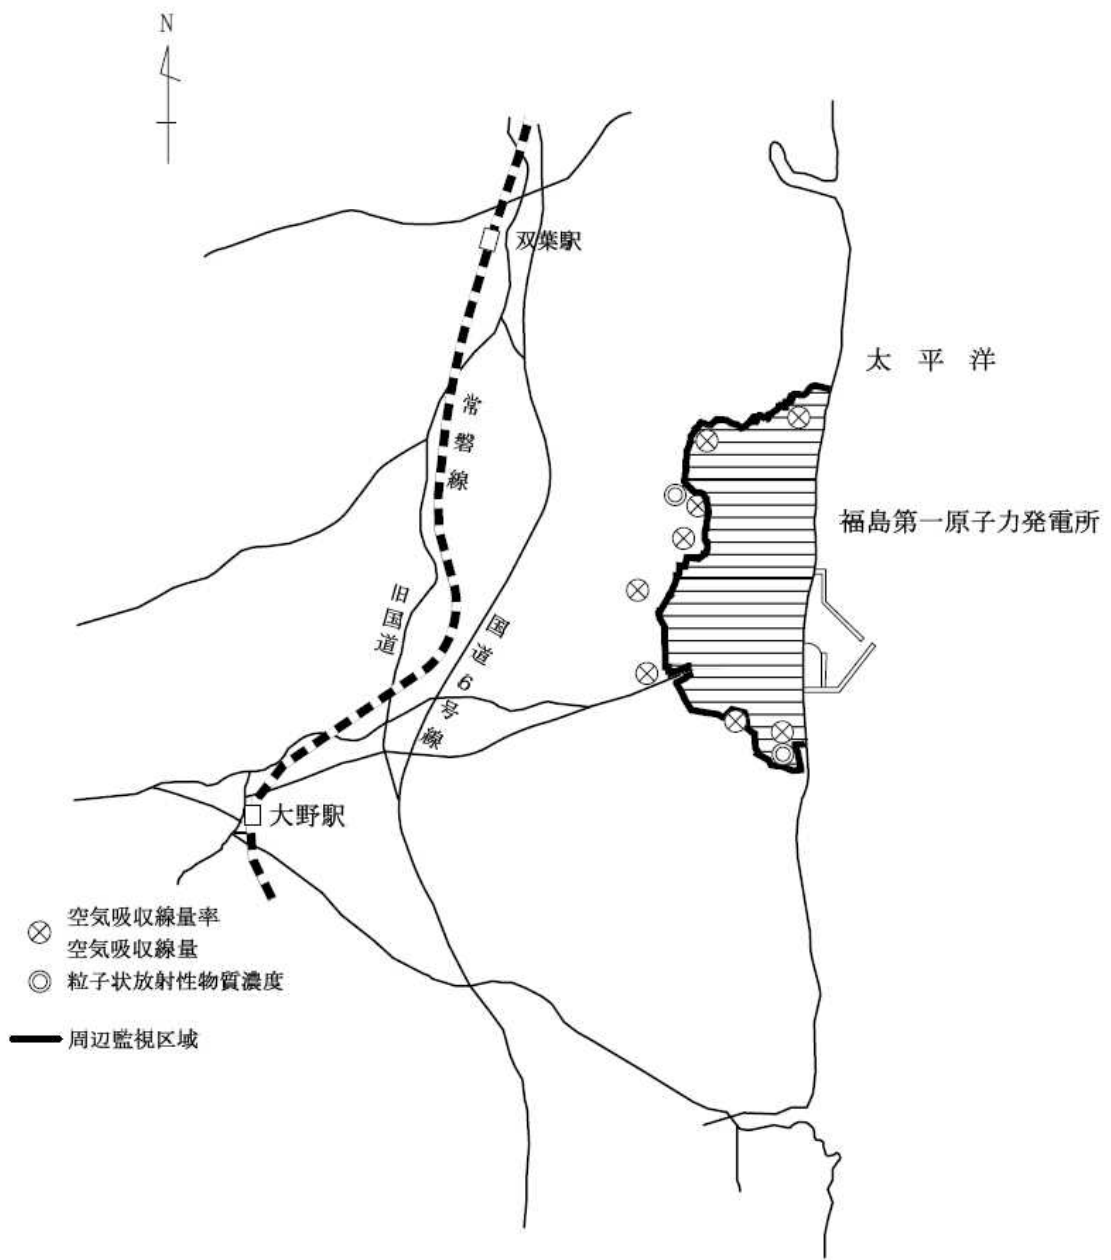 N
双葉駅
太平洋
常磐線
福島第一原子力発電所
旧国道
国道6号線
大野駅
空気吸収線量率
空気吸収線量
粒子状放射性物質濃度
周辺監視区域